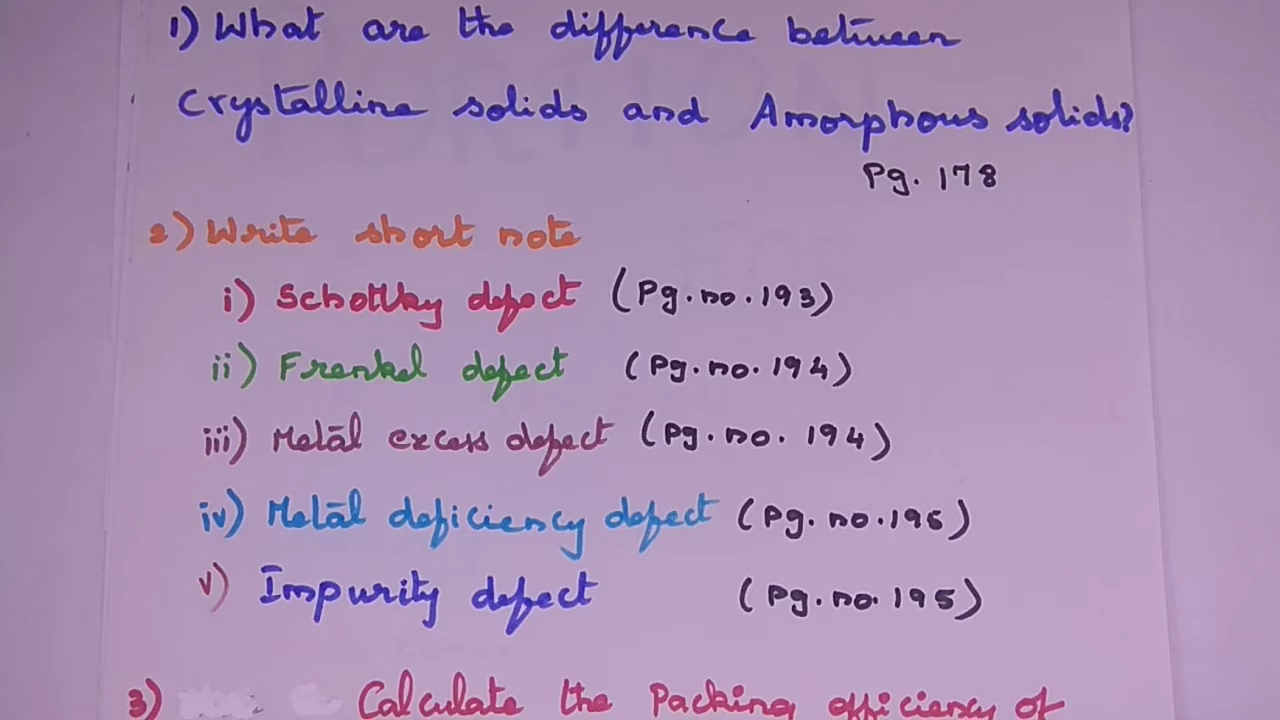 1) What are the difference between
Crystalline solids and Amorphous solids?
Pg. 178
2) Write short note
i) Schottky defect (Pg.no.193)
ii) Frenkel defect (Pg.no.194)
iii) Metal excess defect (Pg.no. 194)
iv) Metal deficiency defect (Pg. no.195)
v) Impurity defect (Pg.no.195)
3) Calculate the Packing efficiency of